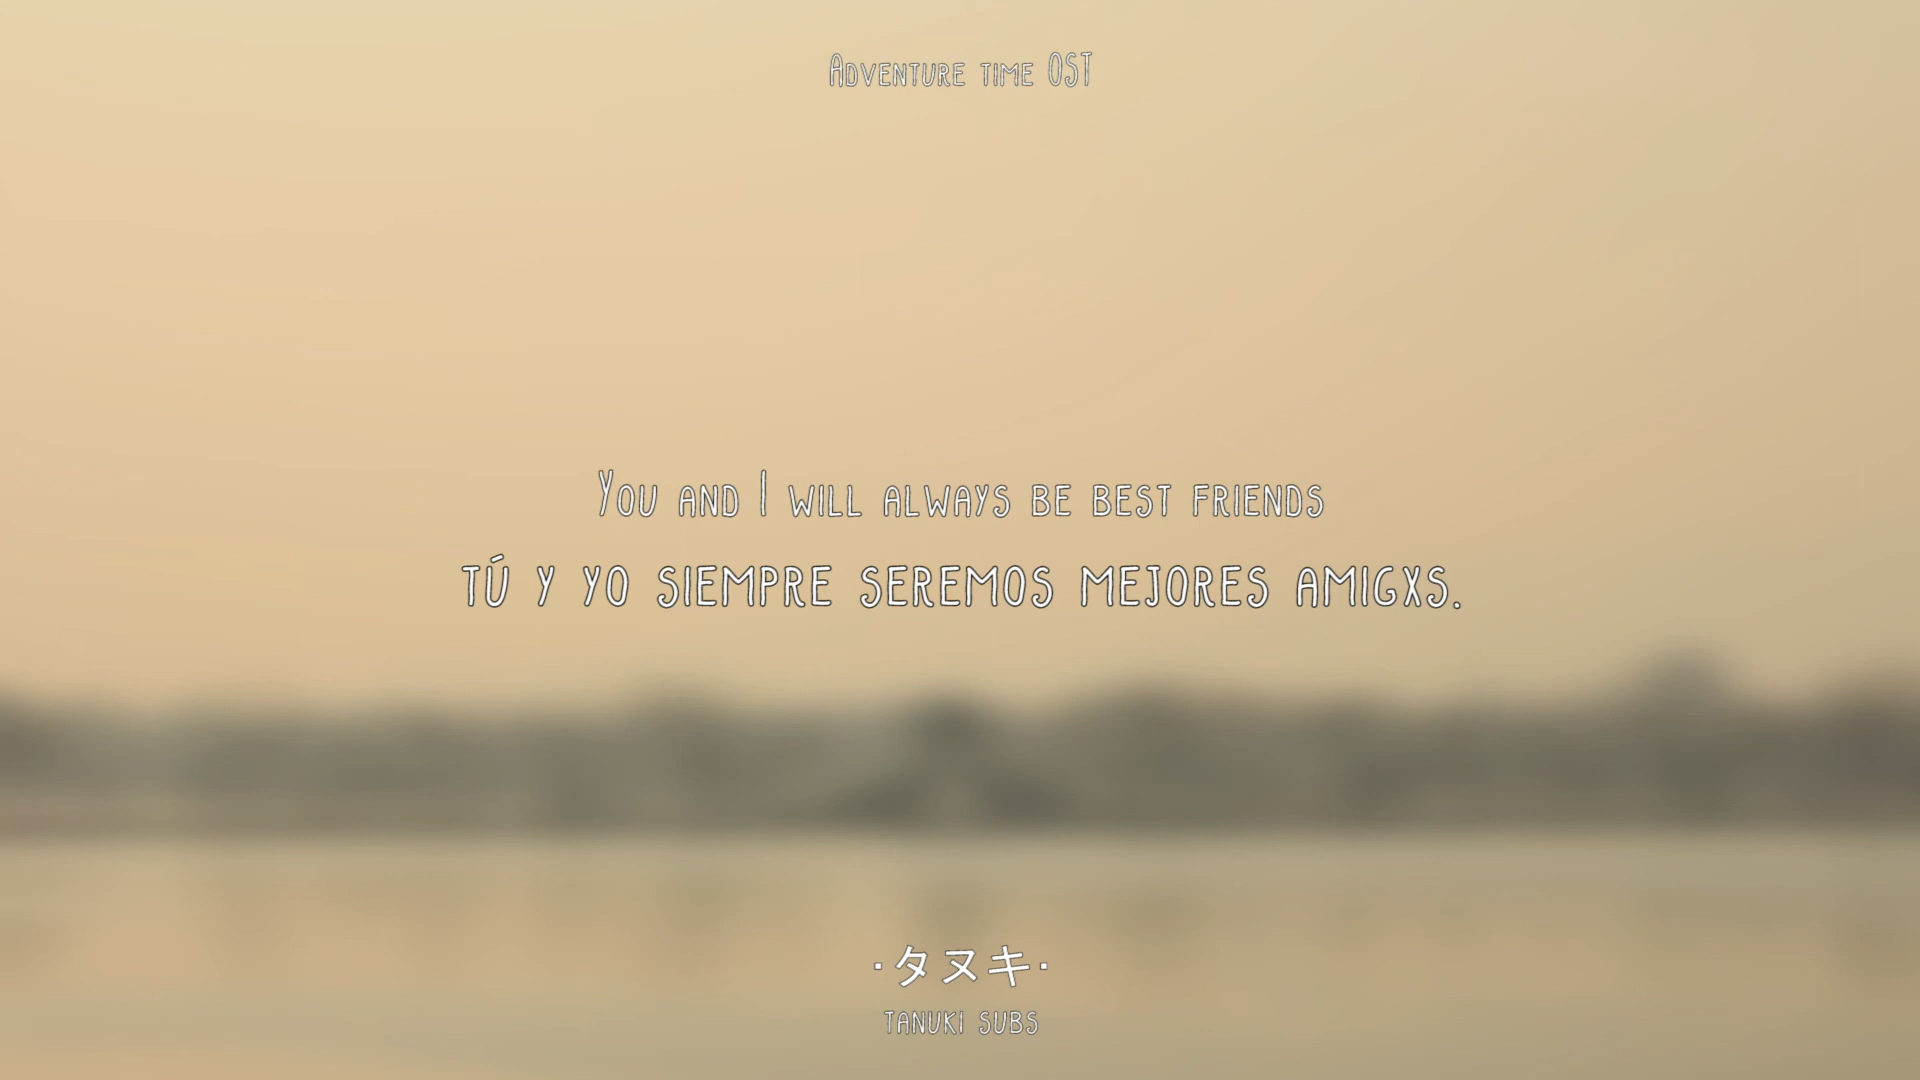 Adventure time OST
You and I will always be best friends
tú y yo siempre seremos mejores amigxs.
·タヌキ·
tanuki subs